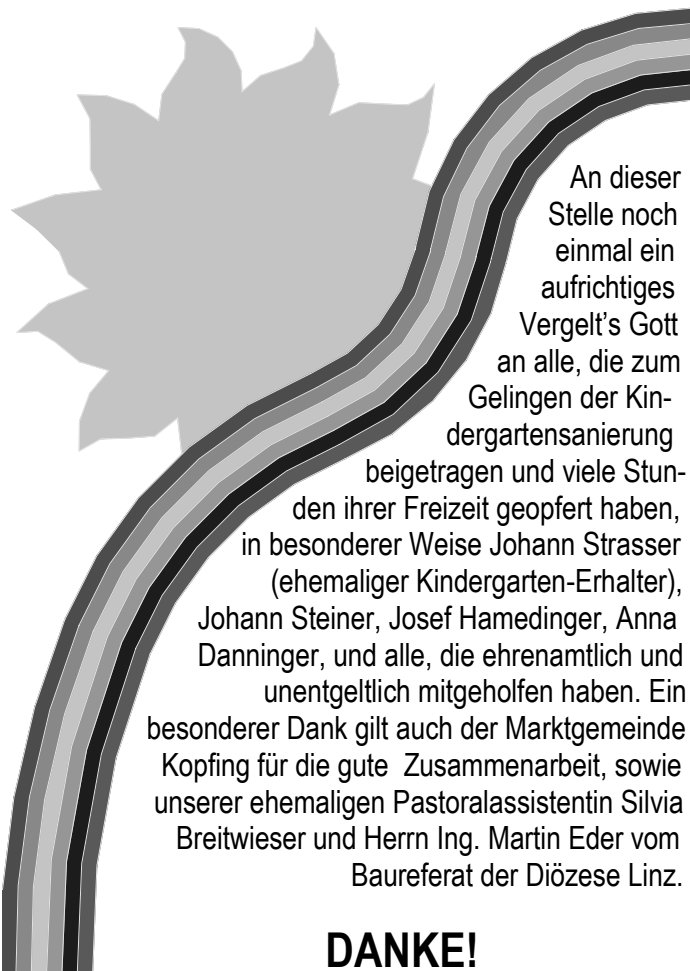 An dieser
Stelle noch
einmal ein
aufrichtiges
Vergelt’s Gott
an alle, die zum
Gelingen der Kin-
dergartensanierung
beigetragen und viele Stun-
den ihrer Freizeit geopfert haben,
in besonderer Weise Johann Strasser
(ehemaliger Kindergarten-Erhalter),
Johann Steiner, Josef Hamedinger, Anna
Danninger, und alle, die ehrenamtlich und
unentgeltlich mitgeholfen haben. Ein
besonderer Dank gilt auch der Marktgemeinde
Kopfing für die gute Zusammenarbeit, sowie
unserer ehemaligen Pastoralassistentin Silvia
Breitwieser und Herrn Ing. Martin Eder vom
Baureferat der Diözese Linz.
DANKE!